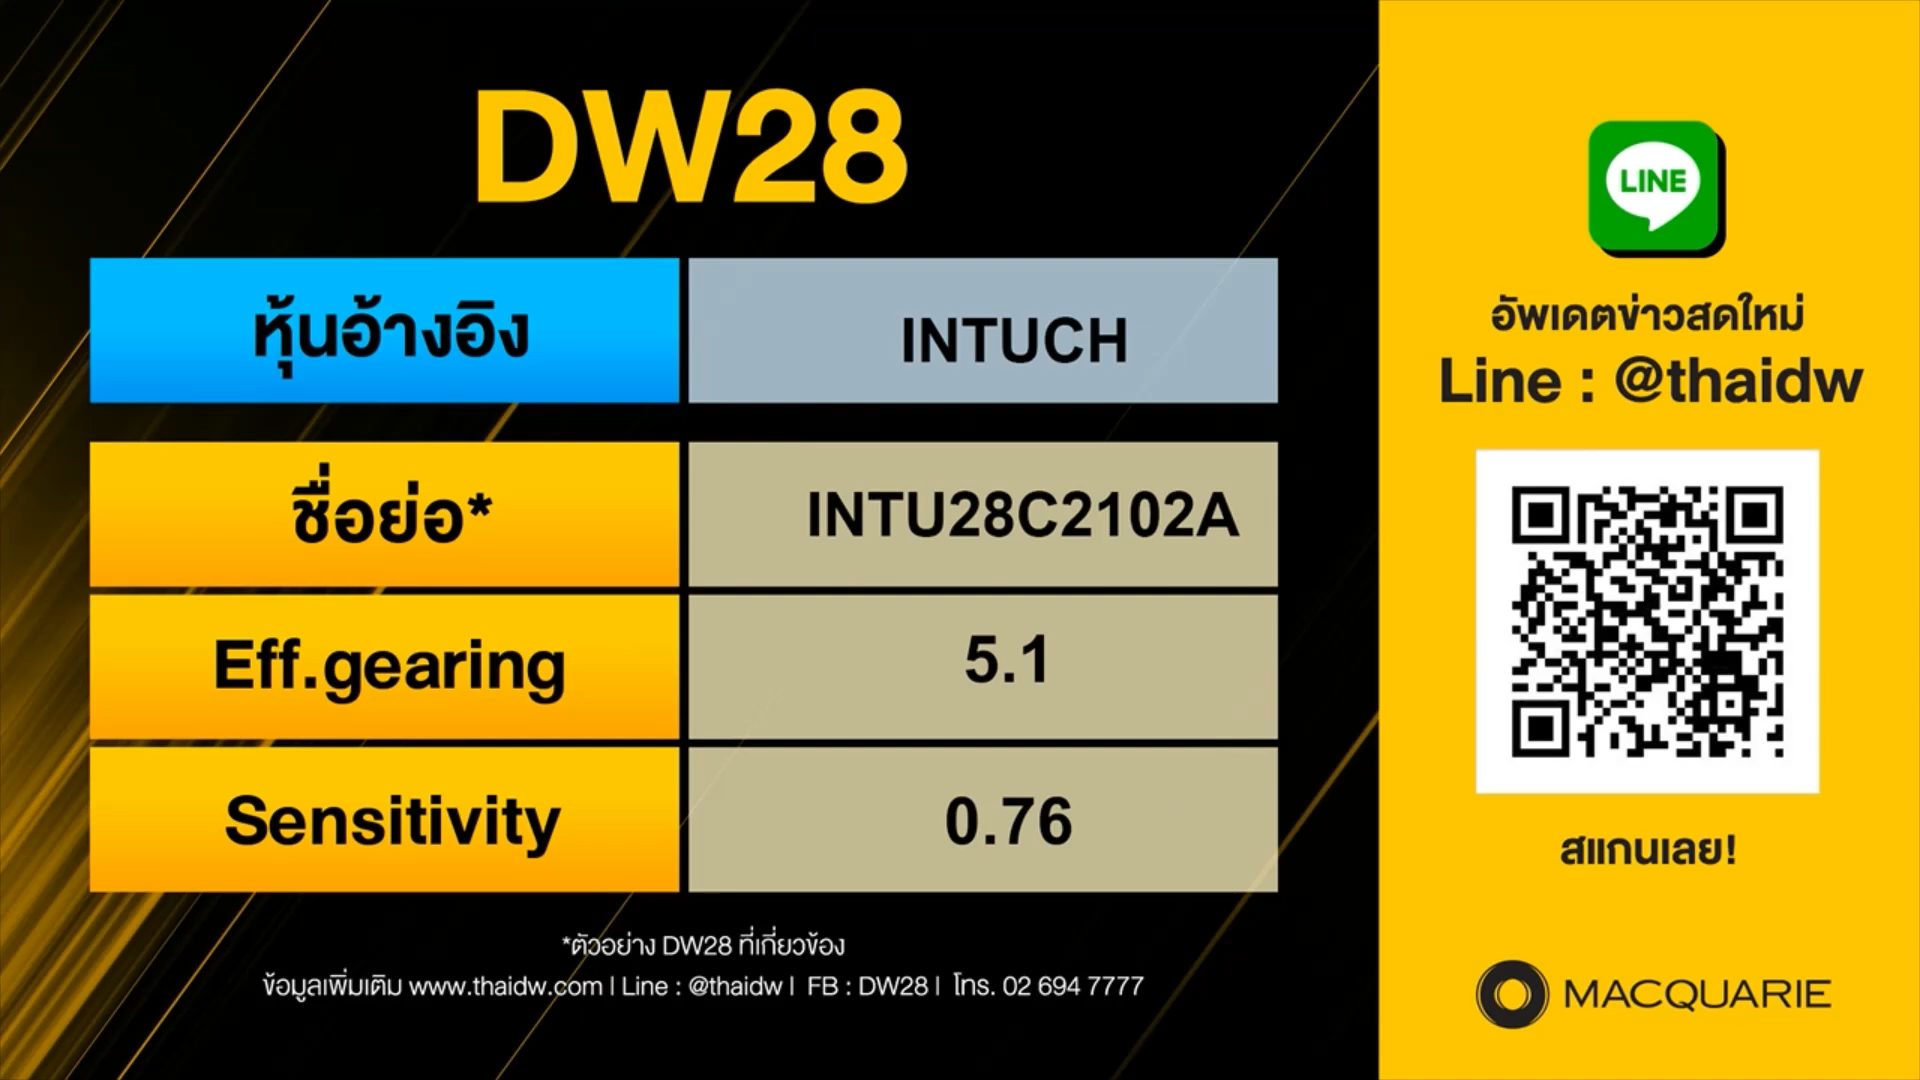 DW28
หุ้นอ้างอิง INTUCH
ชื่อย่อ* INTU28C2102A
Eff.gearing 5.1
Sensitivity 0.76
*ตัวอย่าง DW28 ที่เกี่ยวข้อง
ข้อมูลเพิ่มเติม www.thaidw.com | Line : @thaidw | FB : DW28 | โทร. 02 694 7777
LINE
อัพเดตข่าวสดใหม่
Line : @thaidw
สแกนเลย!
MACQUARIE